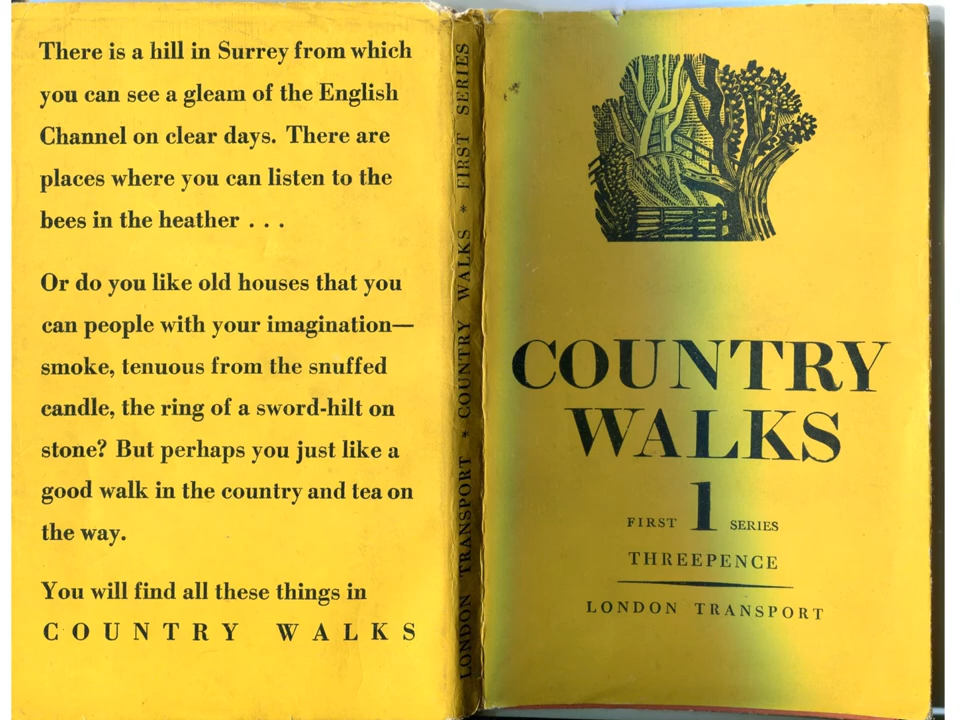 There is a hill in Surrey from which
you can see a gleam of the English
Channel on clear days. There are
places where you can listen to the
bees in the heather . . .
Or do you like old houses that you
can people with your imagination—
smoke, tenuous from the snuffed
candle, the ring of a sword-hilt on
stone? But perhaps you just like a
good walk in the country and tea on
the way.
You will find all these things in
COUNTRY WALKS
LONDON TRANSPORT * COUNTRY WALKS * FIRST SERIES
COUNTRY
WALKS
FIRST 1 SERIES
THREEPENCE
LONDON TRANSPORT